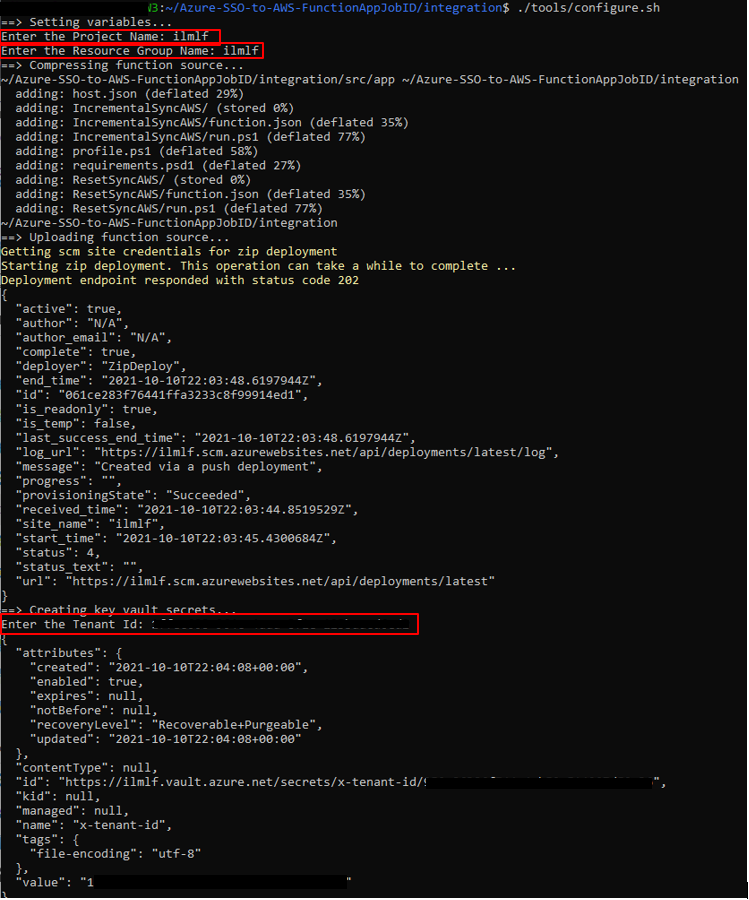 N3:~/Azure-SSO-to-AWS-FunctionAppJobID/integration$ ./tools/configure.sh
==> Setting variables...
Enter the Project Name: ilmlf
Enter the Resource Group Name: ilmlf
==> Compressing function source...
~/Azure-SSO-to-AWS-FunctionAppJobID/integration/src/app ~/Azure-SSO-to-AWS-FunctionAppJobID/integration
  adding: host.json (deflated 29%)
  adding: IncrementalSyncAWS/ (stored 0%)
  adding: IncrementalSyncAWS/function.json (deflated 35%)
  adding: IncrementalSyncAWS/run.ps1 (deflated 77%)
  adding: profile.ps1 (deflated 58%)
  adding: requirements.psd1 (deflated 27%)
  adding: ResetSyncAWS/ (stored 0%)
  adding: ResetSyncAWS/function.json (deflated 35%)
  adding: ResetSyncAWS/run.ps1 (deflated 77%)
~/Azure-SSO-to-AWS-FunctionAppJobID/integration
==> Uploading function source...
Getting scm site credentials for zip deployment
Starting zip deployment. This operation can take a while to complete ...
Deployment endpoint responded with status code 202
{
  "active": true,
  "author": "N/A",
  "author_email": "N/A",
  "complete": true,
  "deployer": "ZipDeploy",
  "end_time": "2021-10-10T22:03:48.6197944Z",
  "id": "061ce283f76441ffa3233c8f99914ed1",
  "is_readonly": true,
  "is_temp": false,
  "last_success_end_time": "2021-10-10T22:03:48.6197944Z",
  "log_url": "https://ilmlf.scm.azurewebsites.net/api/deployments/latest/log",
  "message": "Created via a push deployment",
  "progress": "",
  "provisioningState": "Succeeded",
  "received_time": "2021-10-10T22:03:44.8519529Z",
  "site_name": "ilmlf",
  "start_time": "2021-10-10T22:03:45.4300684Z",
  "status": 4,
  "status_text": "",
  "url": "https://ilmlf.scm.azurewebsites.net/api/deployments/latest"
}
==> Creating key vault secrets...
Enter the Tenant Id:
{
  "attributes": {
    "created": "2021-10-10T22:04:08+00:00",
    "enabled": true,
    "expires": null,
    "notBefore": null,
    "recoveryLevel": "Recoverable+Purgeable",
    "updated": "2021-10-10T22:04:08+00:00"
  },
  "contentType": null,
  "id": "https://ilmlf.vault.azure.net/secrets/x-tenant-id/9 ",
  "kid": null,
  "managed": null,
  "name": "x-tenant-id",
  "tags": {
    "file-encoding": "utf-8"
  },
  "value": "1 "
}